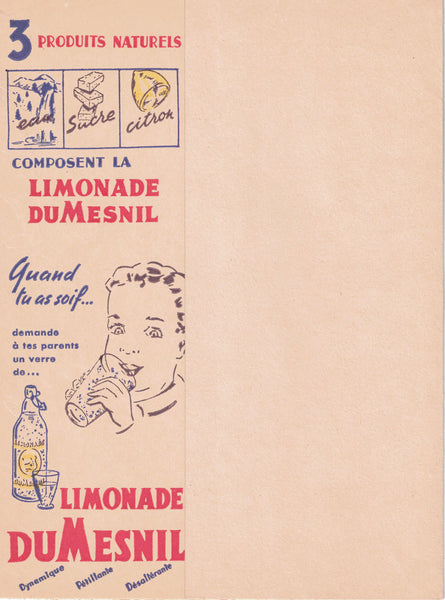 3 PRODUITS NATURELS
eau Sucre citron
COMPOSENT LA
LIMONADE
DUMESNIL
Quand
tu as soif...
demande
à tes parents
un verre
de...
LIMONADE
LIMONADE
DUMESNIL
Dynamique Pétillante Désaltérante